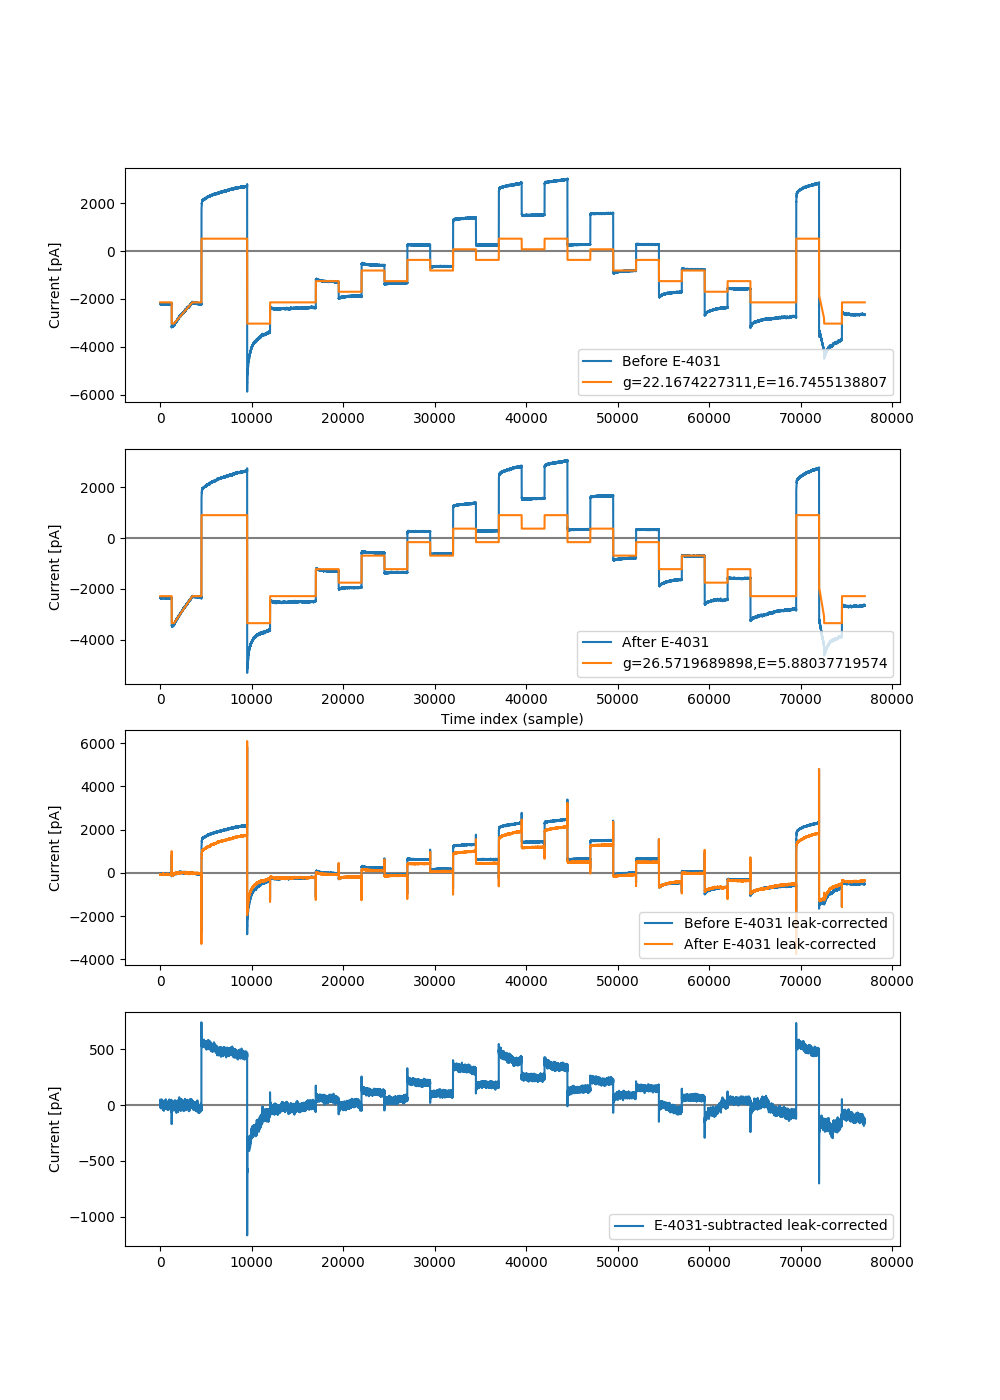 2000
0
−2000
−4000
−6000
Current [pA]
Before E-4031
g=22.1674227311,E=16.7455138807
0 10000 20000 30000 40000 50000 60000 70000 80000
2000
0
−2000
−4000
Current [pA]
After E-4031
g=26.5719689898,E=5.88037719574
0 10000 20000 30000 40000 50000 60000 70000 80000
Time index (sample)
6000
4000
2000
0
−2000
−4000
Current [pA]
Before E-4031 leak-corrected
After E-4031 leak-corrected
0 10000 20000 30000 40000 50000 60000 70000 80000
500
0
−500
−1000
Current [pA]
E-4031-subtracted leak-corrected
0 10000 20000 30000 40000 50000 60000 70000 80000